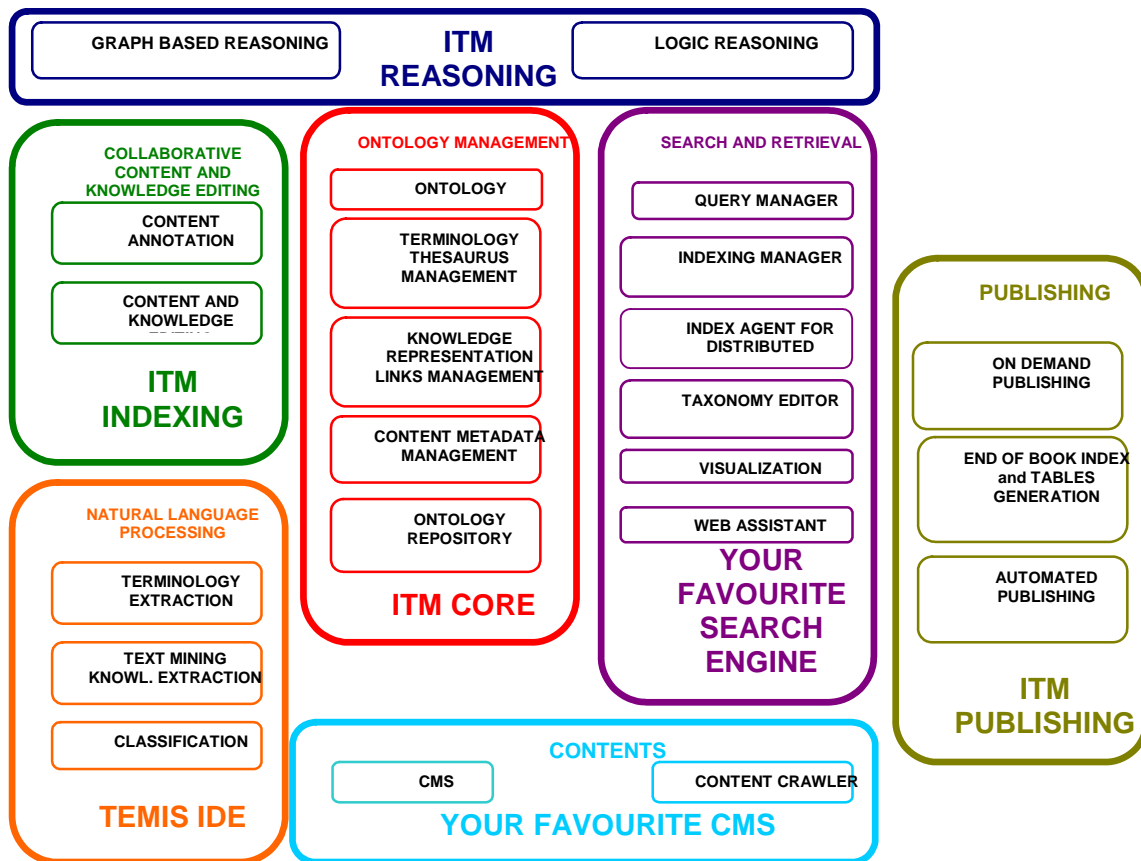 GRAPH BASED REASONING
ITM
REASONING
LOGIC REASONING
COLLABORATIVE
CONTENT AND
KNOWLEDGE EDITING
CONTENT
ANNOTATION
CONTENT AND
KNOWLEDGE
ITM
INDEXING
ONTOLOGY MANAGEMENT
ONTOLOGY
TERMINOLOGY
THESAURUS
MANAGEMENT
KNOWLEDGE
REPRESENTATION
LINKS MANAGEMENT
CONTENT METADATA
MANAGEMENT
ONTOLOGY
REPOSITORY
ITM CORE
SEARCH AND RETRIEVAL
QUERY MANAGER
INDEXING MANAGER
INDEX AGENT FOR
DISTRIBUTED
TAXONOMY EDITOR
VISUALIZATION
WEB ASSISTANT
YOUR
FAVOURITE
SEARCH
ENGINE
PUBLISHING
ON DEMAND
PUBLISHING
END OF BOOK INDEX
and TABLES
GENERATION
AUTOMATED
PUBLISHING
ITM
PUBLISHING
NATURAL LANGUAGE
PROCESSING
TERMINOLOGY
EXTRACTION
TEXT MINING
KNOWL. EXTRACTION
CLASSIFICATION
TEMIS IDE
CONTENTS
CMS
CONTENT CRAWLER
YOUR FAVOURITE CMS